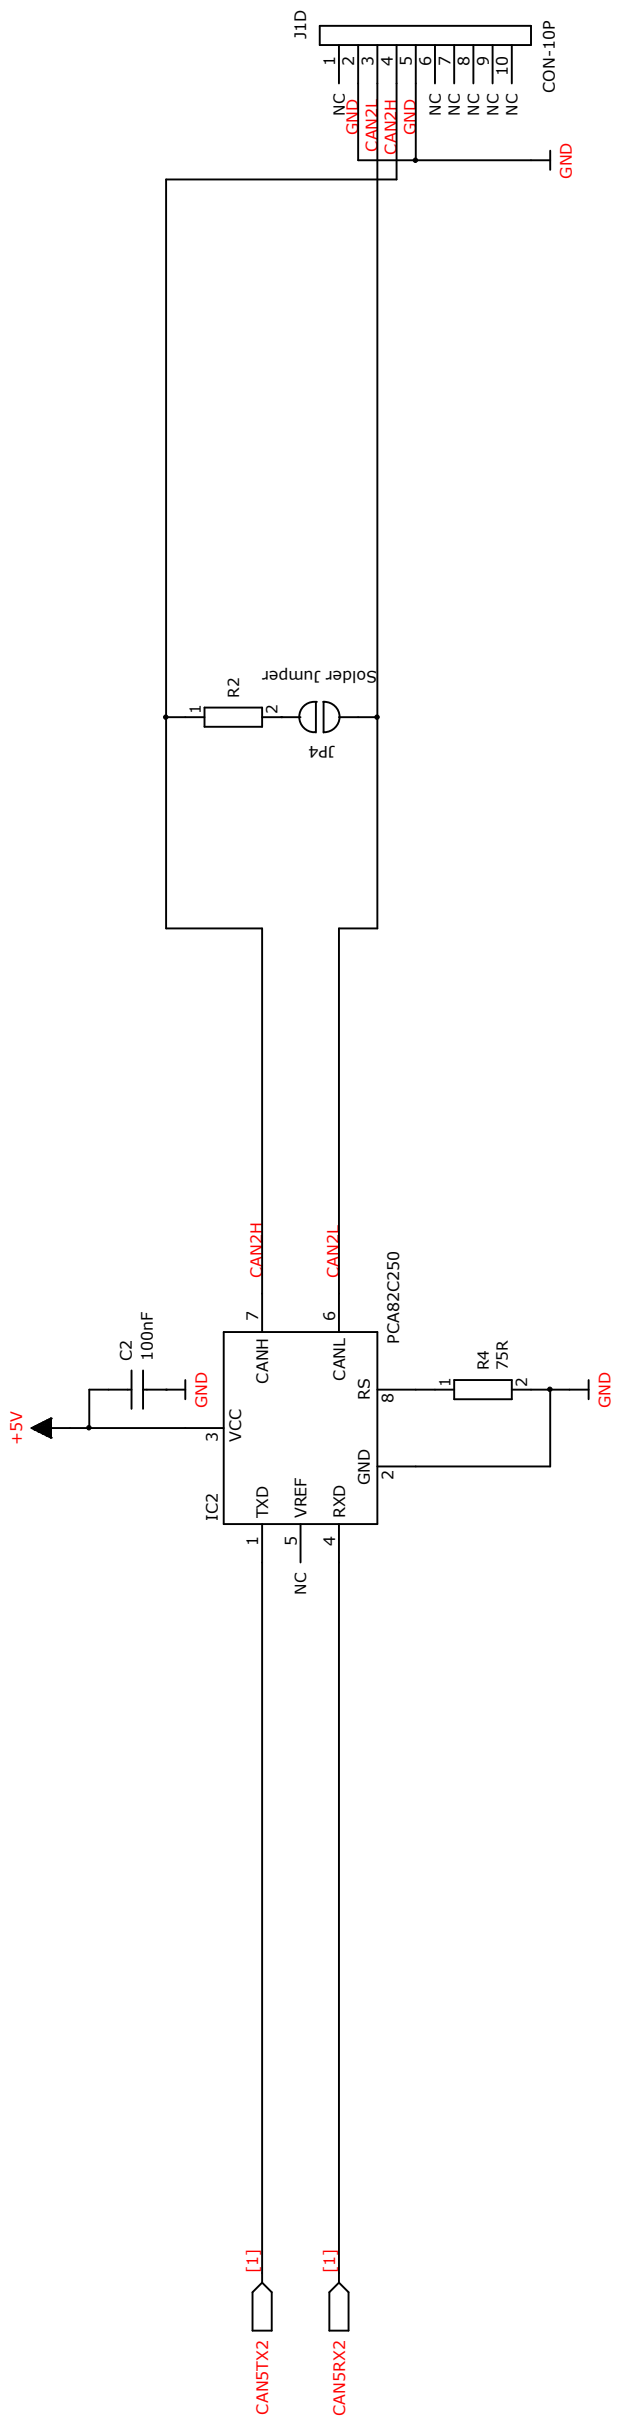 J1D
1
2
3
4
5
6
7
8
9
10
NC
GND
CAN2L
CAN2H
GND
NC
NC
NC
NC
NC
CON-10P
GND
Solder Jumper
R2
1
2
JP4
CAN2H
CAN2L
PCA82C250
7
6
CANH
CANL
C2
100nF
GND
+5V
3
VCC
RS
8
R4
75R
1
2
GND
GND
2
IC2
TXD
VREF
RXD
1
5
4
NC
[1]
[1]
CAN5TX2
CAN5RX2